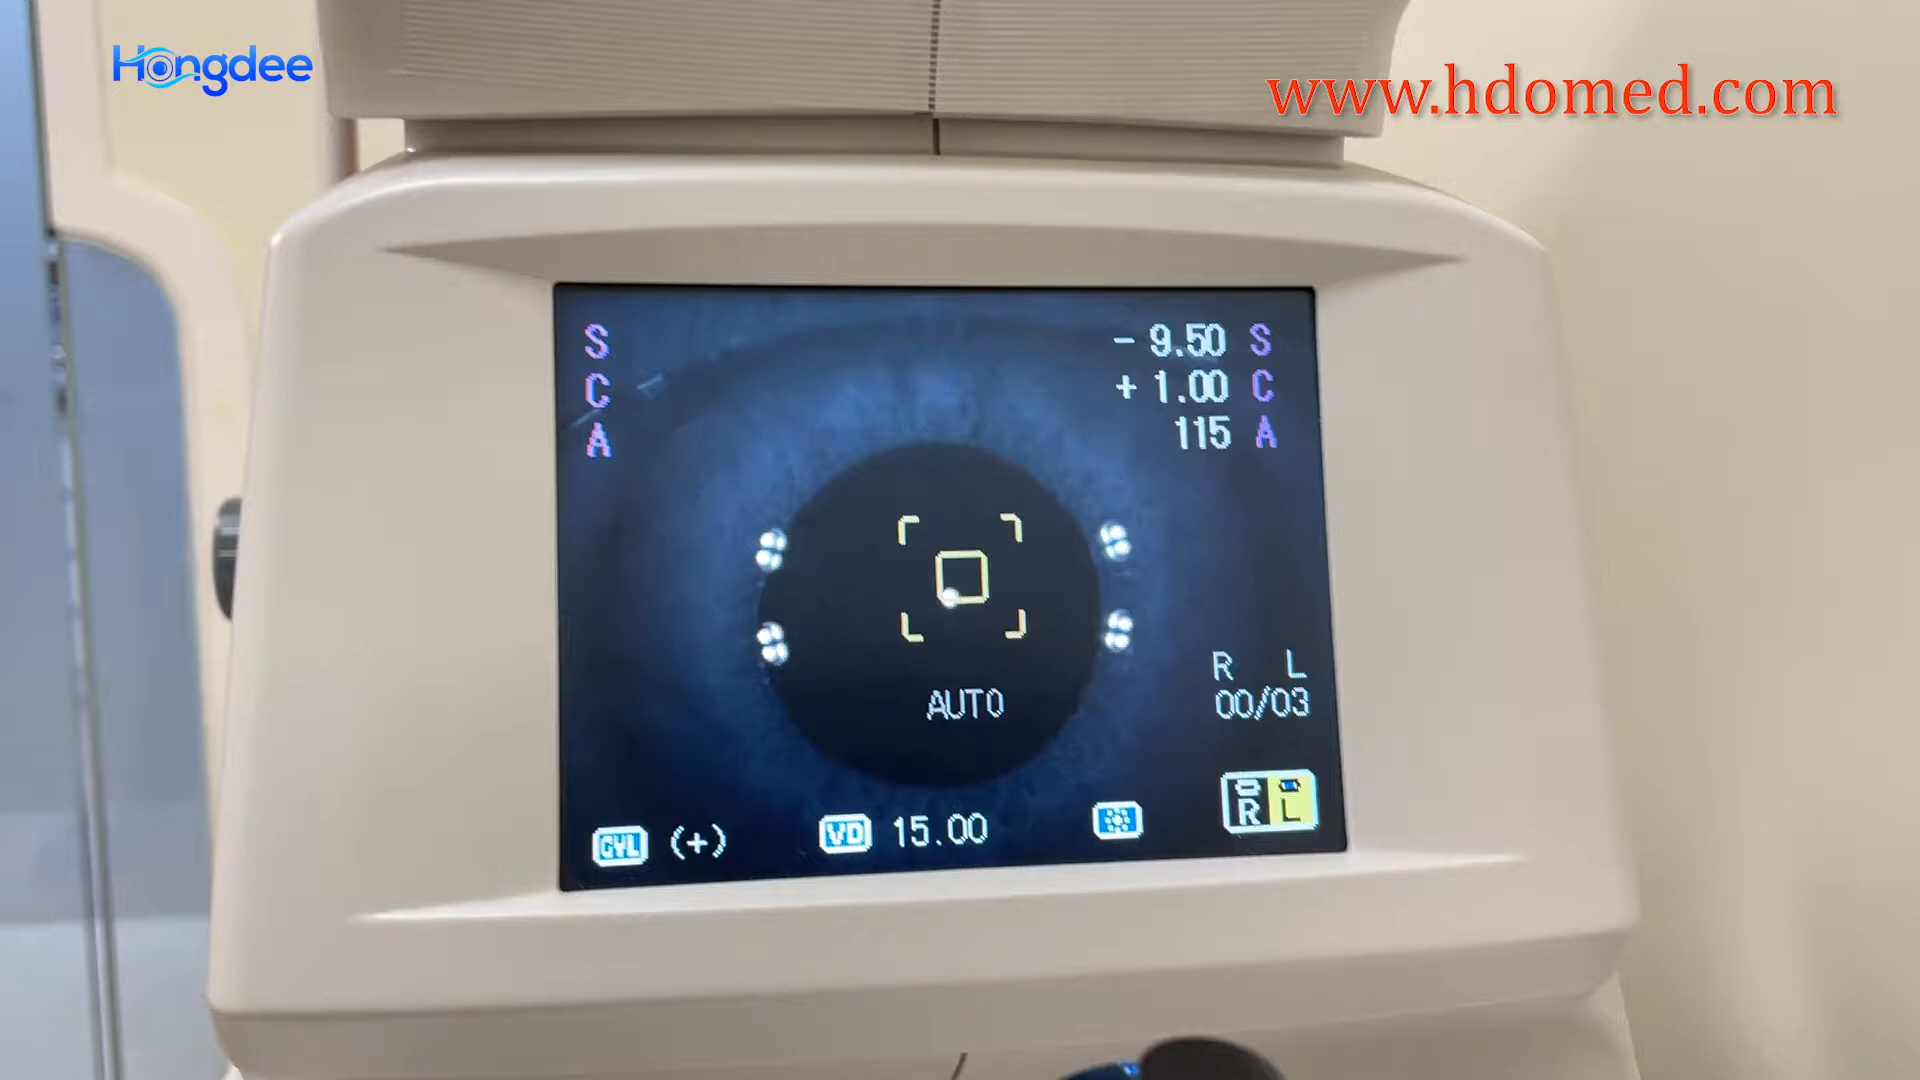 Hongdee
www.hdomed.com
S
C
A
- 9.50 S
+ 1.00 C
115 A
AUTO
R L
00/03
CYL (+)
VD 15.00
R L